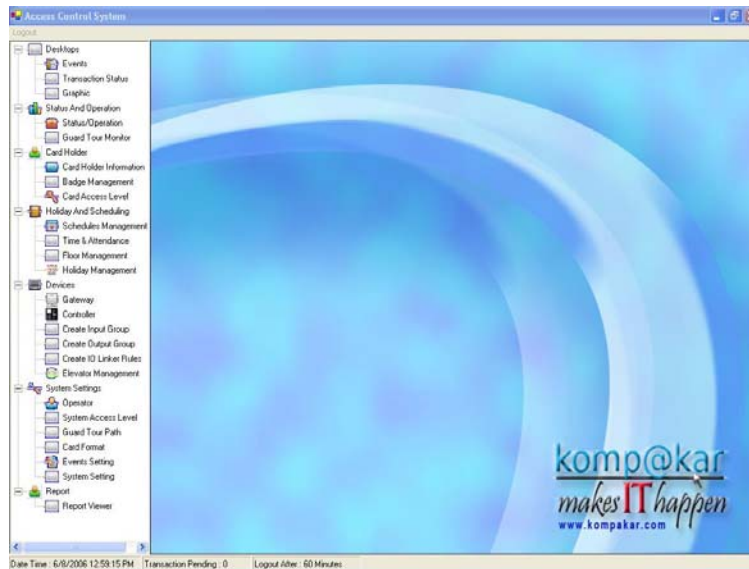 Access Control System
Logout
Desktops
Events
Transaction Status
Graphic
Status And Operation
Status/Operation
Guard Tour Monitor
Card Holder
Card Holder Information
Badge Management
Card Access Level
Holiday And Scheduling
Schedules Management
Time & Attendance
Floor Management
Holiday Management
Devices
Gateway
Controller
Create Input Group
Create Output Group
Create IO Linker Rules
Elevator Management
System Settings
Operator
System Access Level
Guard Tour Path
Card Format
Events Setting
System Setting
Report
Report Viewer
komp@kar
makes IT happen
www.kompakar.com
Date Time : 6/8/2006 12:59:15 PM Transaction Pending : 0 Logout After : 60 Minutes